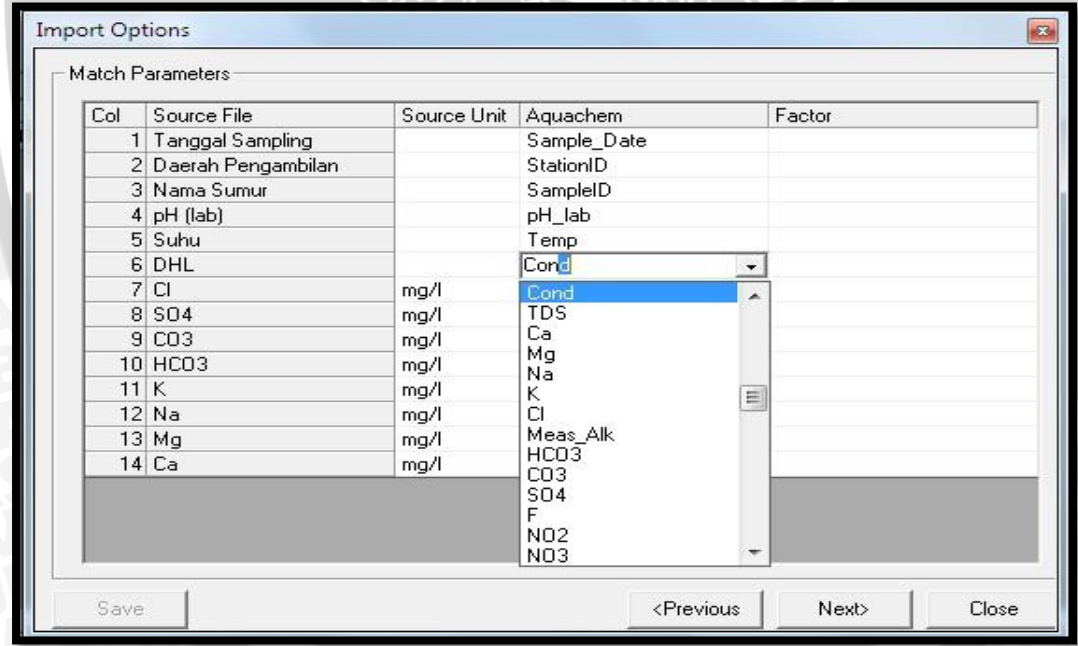 Import Options
Match Parameters
Col Source File Source Unit Aquachem Factor
1 Tanggal Sampling Sample_Date
2 Daerah Pengambilan StationID
3 Nama Sumur SampleID
4 pH (lab) pH_lab
5 Suhu Temp
6 DHL Cond
7 Cl mg/l Cond
8 SO4 mg/l TDS
9 CO3 mg/l Ca
10 HCO3 mg/l Mg
Na
11 K mg/l K
12 Na mg/l Cl
13 Mg mg/l Meas_Alk
HCO3
14 Ca mg/l CO3
SO4
F
NO2
NO3
Save <Previous Next> Close